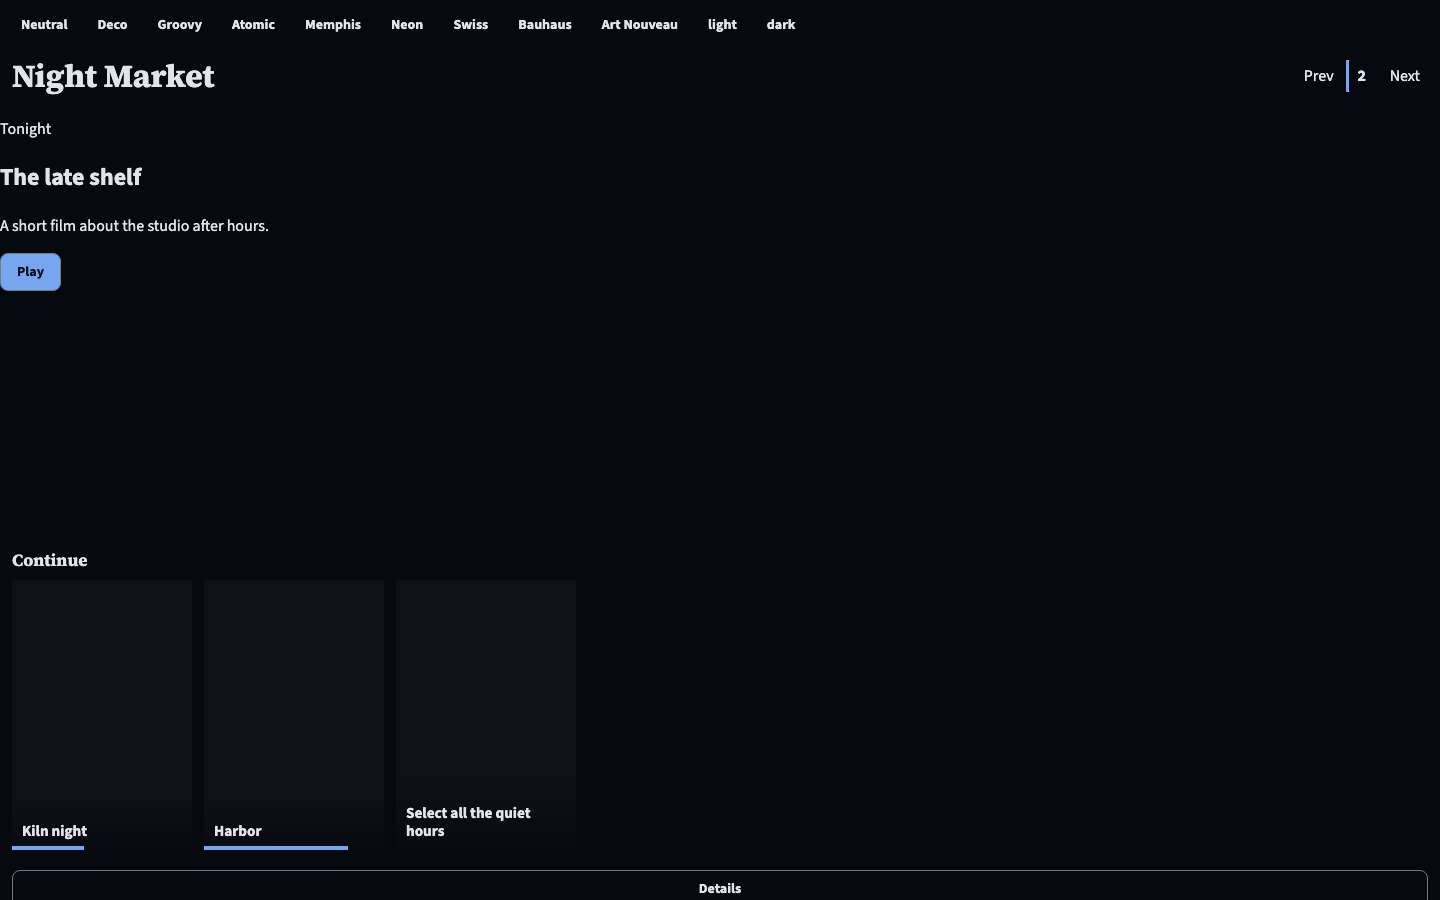 Neutral Deco Groovy Atomic Memphis Neon Swiss Bauhaus Art Nouveau light dark
Night Market
Prev 2 Next
Tonight
The late shelf
A short film about the studio after hours.
Play
Continue
Kiln night
Harbor
Select all the quiet
hours
Details